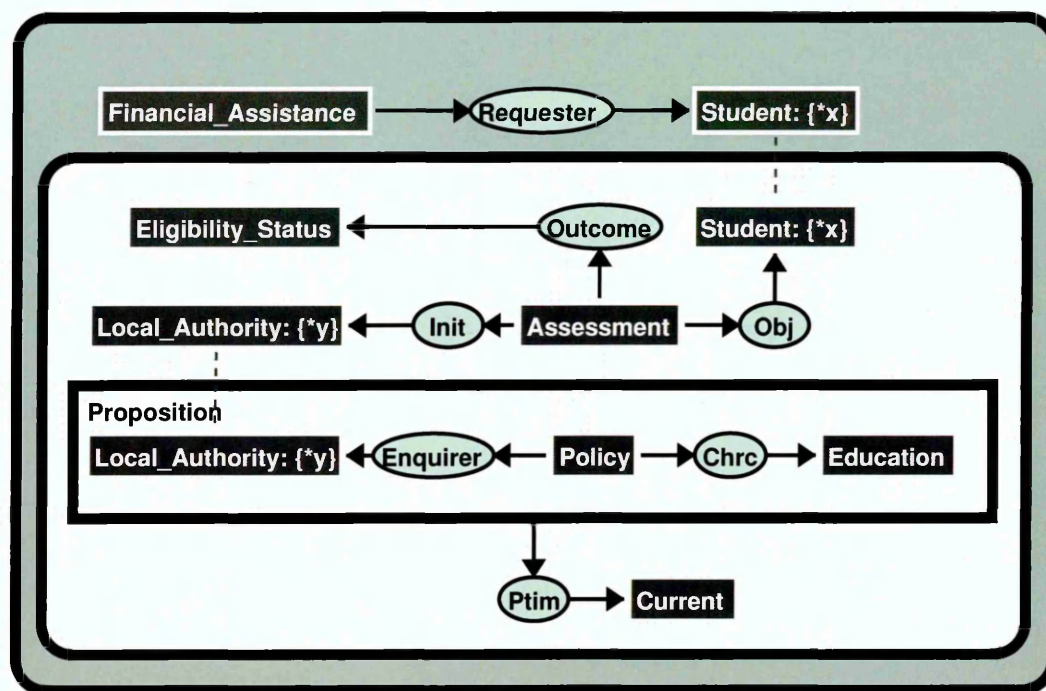 Financial_Assistance Requester Student: {*x}
Eligibility_Status Outcome Student: {*x}
Local_Authority: {*y} Init Assessment Obj
Proposition
Local_Authority: {*y} Enquirer Policy Chrc Education
Ptim Current